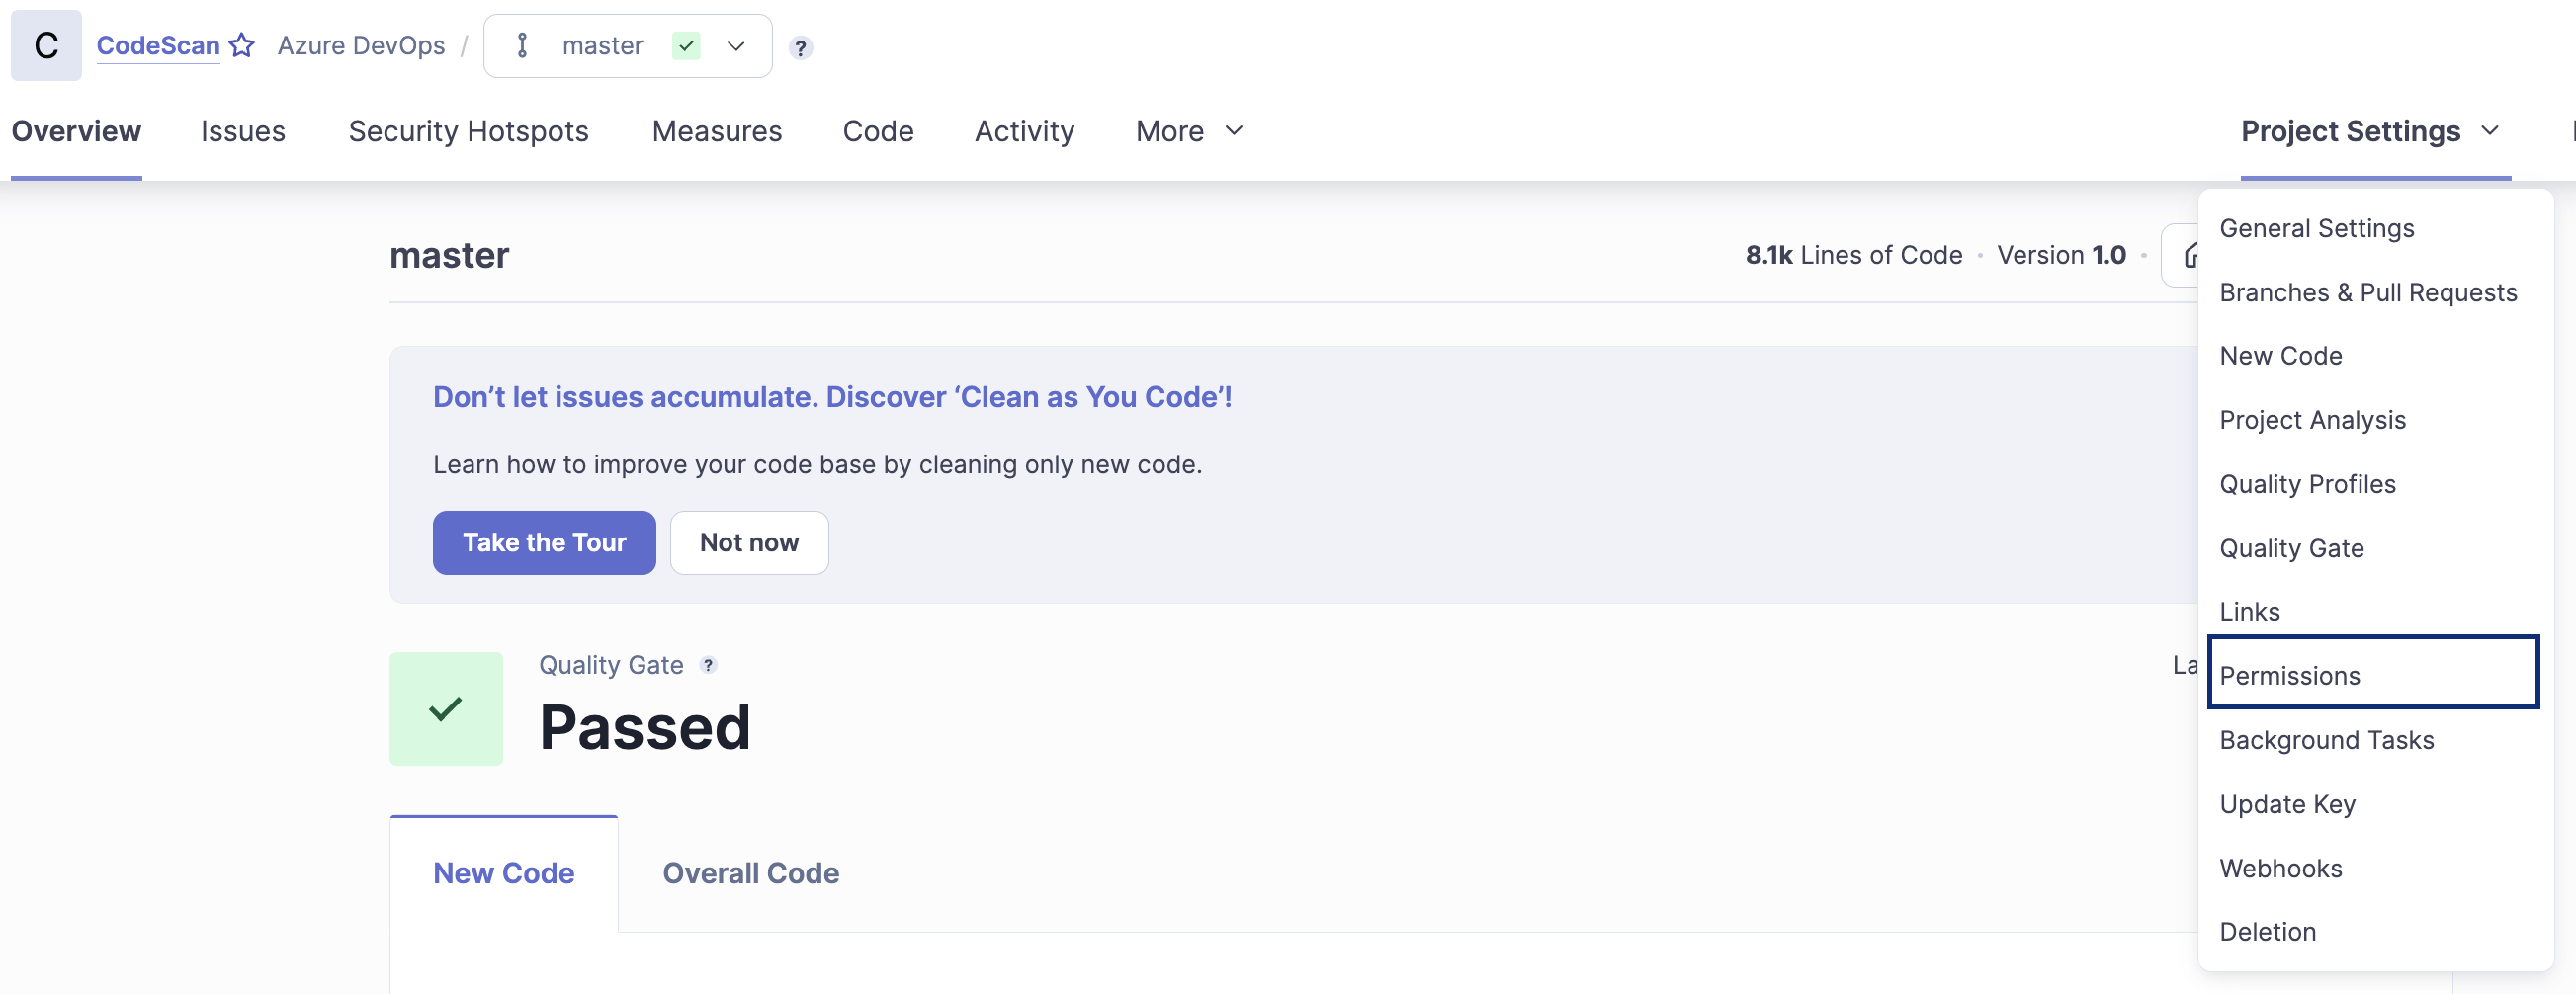 C CodeScan Azure DevOps / master ?
Overview Issues Security Hotspots Measures Code Activity More Project Settings
master 8.1k Lines of Code • Version 1.0 •
Don’t let issues accumulate. Discover ‘Clean as You Code’!
Learn how to improve your code base by cleaning only new code.
Take the Tour Not now
Quality Gate ?
Passed
New Code Overall Code
General Settings
Branches & Pull Requests
New Code
Project Analysis
Quality Profiles
Quality Gate
Links
Permissions
Background Tasks
Update Key
Webhooks
Deletion